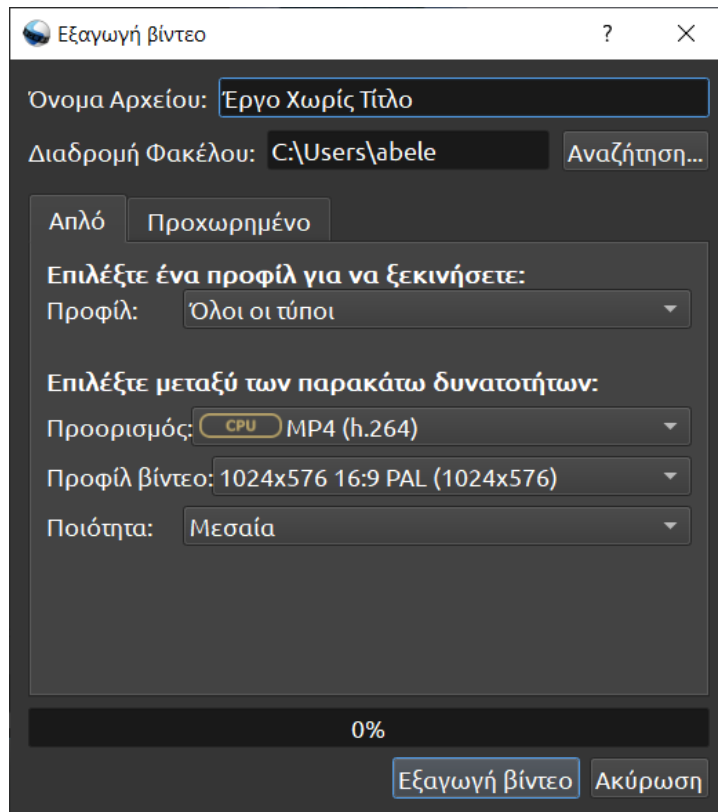 Εξαγωγή βίντεο ?
Όνομα Αρχείου: Έργο Χωρίς Τίτλο
Διαδρομή Φακέλου: C:\Users\abele Αναζήτηση...
Απλό Προχωρημένο
Επιλέξτε ένα προφίλ για να ξεκινήσετε:
Προφίλ: Όλοι οι τύποι
Επιλέξτε μεταξύ των παρακάτω δυνατοτήτων:
Προορισμός: CPU MP4 (h.264)
Προφίλ βίντεο: 1024x576 16:9 PAL (1024x576)
Ποιότητα: Μεσαία
0%
Εξαγωγή βίντεο Ακύρωση